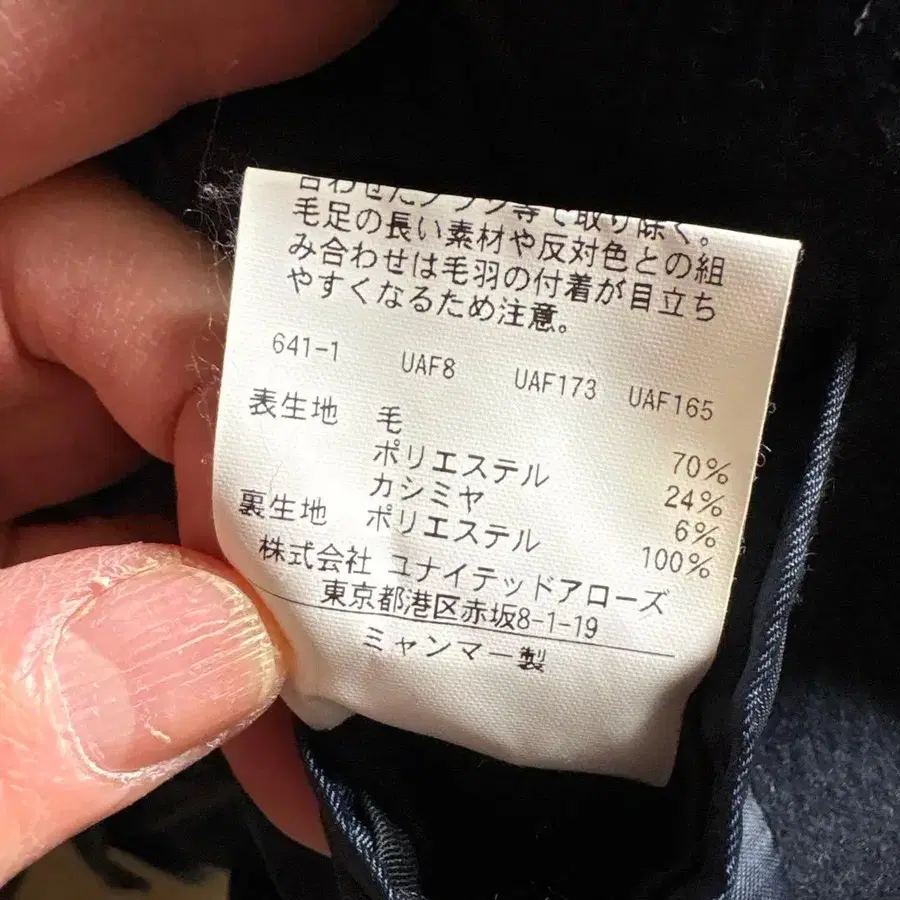 合わせたブラシ等で取り除く。
毛足の長い素材や反対色との組
み合わせは毛羽の付着が目立ち
やすくなるため注意。
641-1 UAF8 UAF173 UAF165
表生地 毛 70%
ポリエステル 24%
カシミヤ 6%
裏生地 ポリエステル 100%
株式会社 ユナイテッドアローズ
東京都港区赤坂8-1-19
ミャンマー製